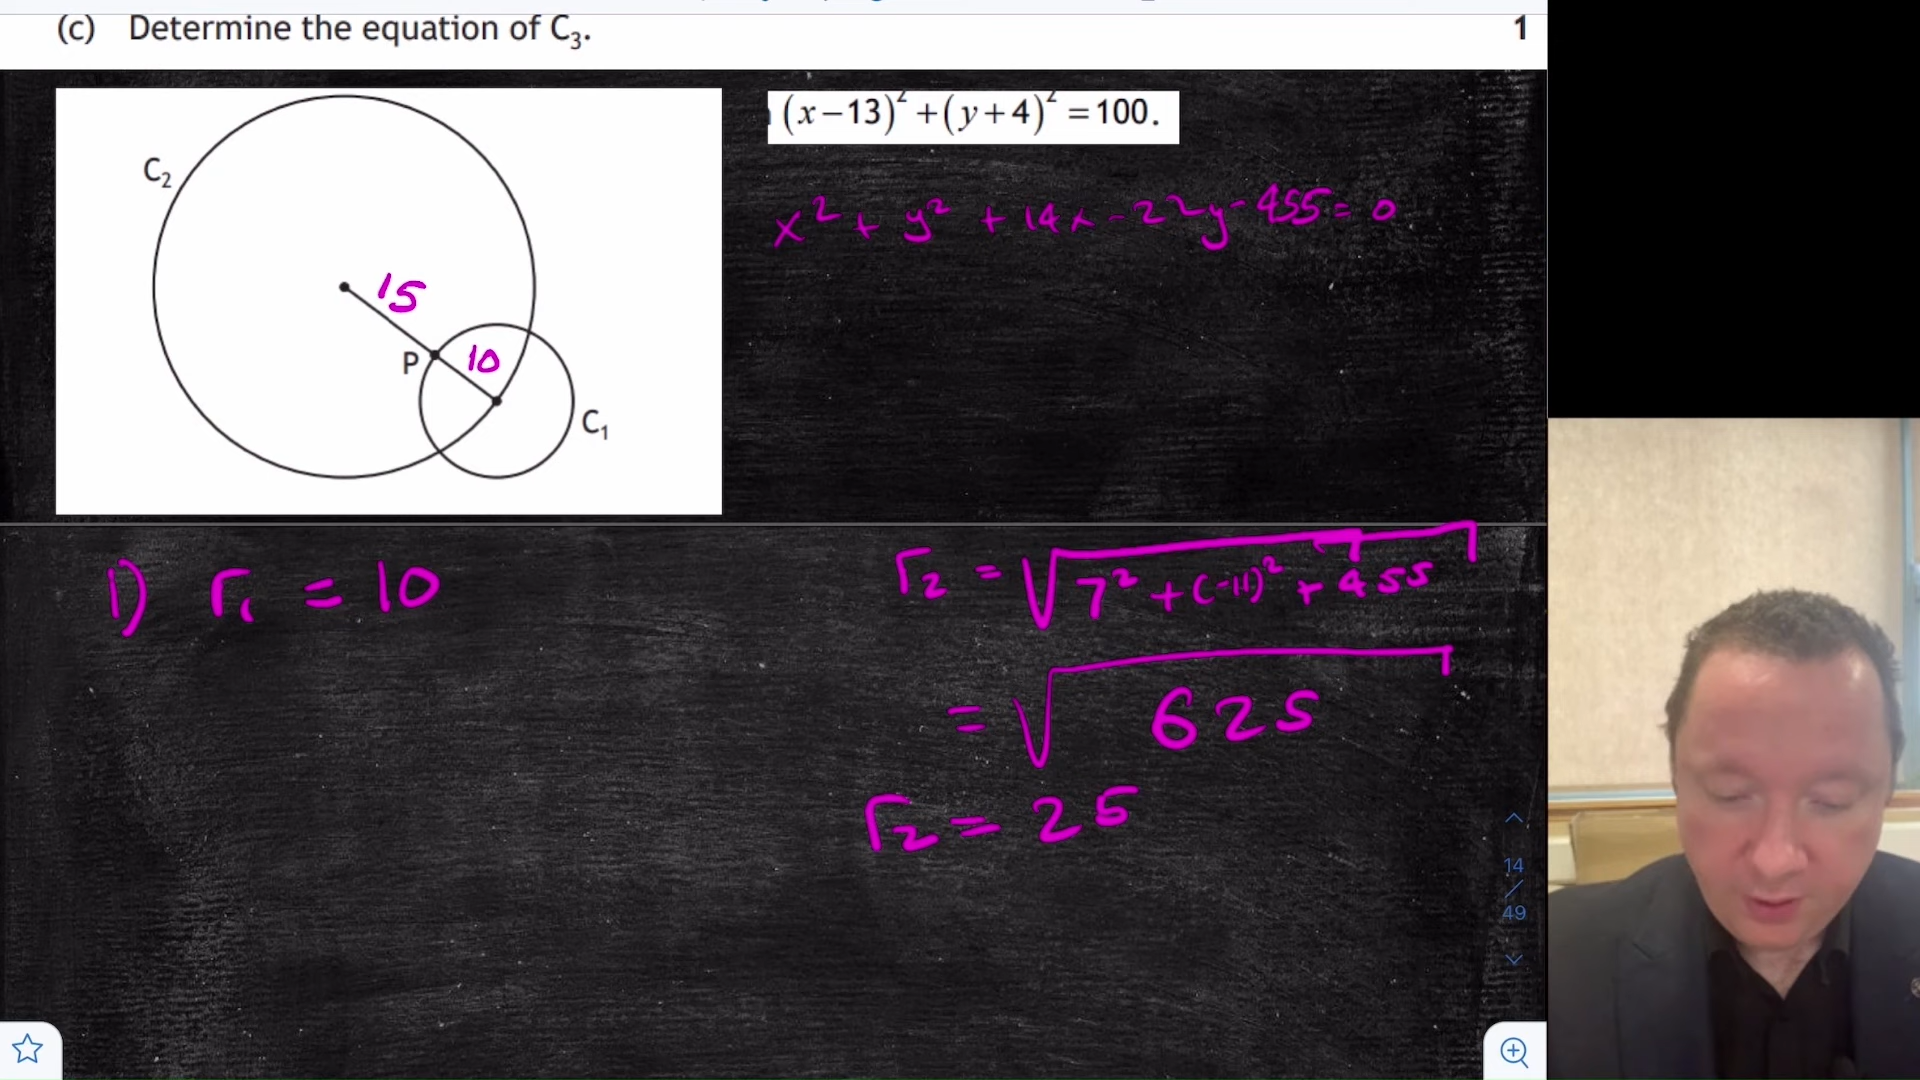 (c) Determine the equation of C₃.
1
(x−13)² + (y+4)² = 100.
C₂
x² + y² + 14x - 22y - 455 = 0
15
P
10
C₁
1) r₁ = 10
r₂ = √7² + (-11)² + 455
= √625
r₂ = 25
14
/
49